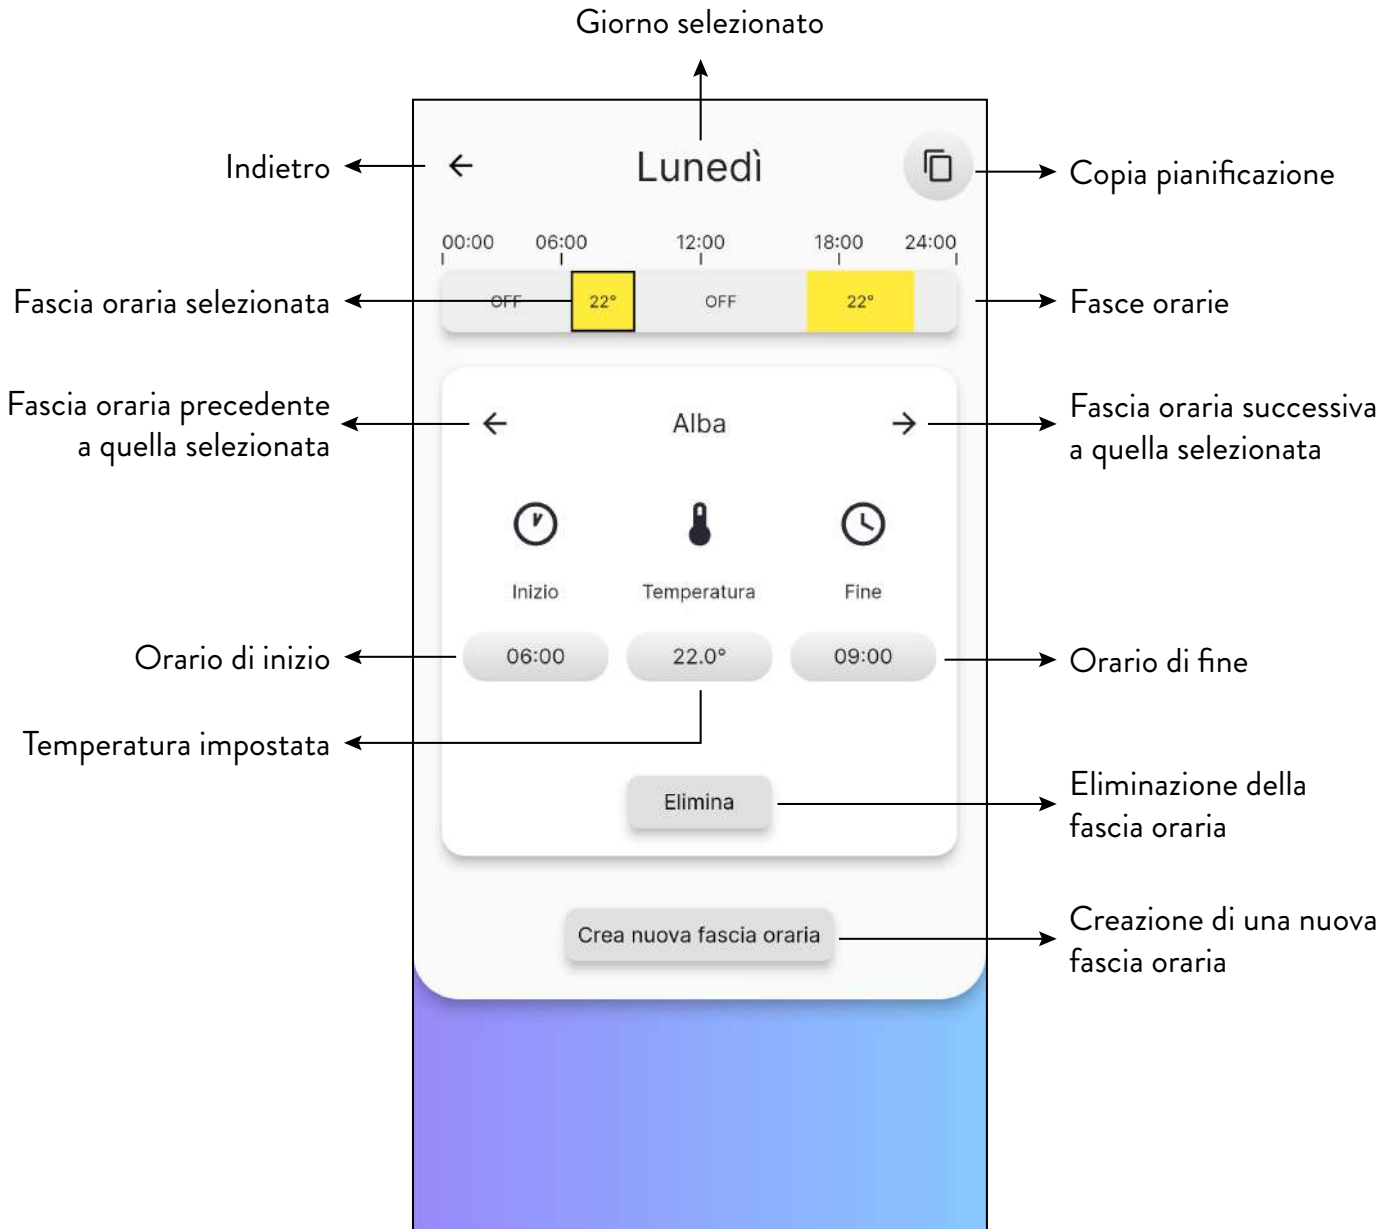 Giorno selezionato
Indietro
Lunedì
Copia pianificazione
00:00 06:00 12:00 18:00 24:00
Fascia oraria selezionata
OFF 22° OFF 22°
Fasce orarie
Fascia oraria precedente
a quella selezionata
Alba
Fascia oraria successiva
a quella selezionata
Inizio Temperatura Fine
Orario di inizio
06:00 22.0° 09:00
Orario di fine
Temperatura impostata
Elimina
Eliminazione della
fascia oraria
Crea nuova fascia oraria
Creazione di una nuova
fascia oraria